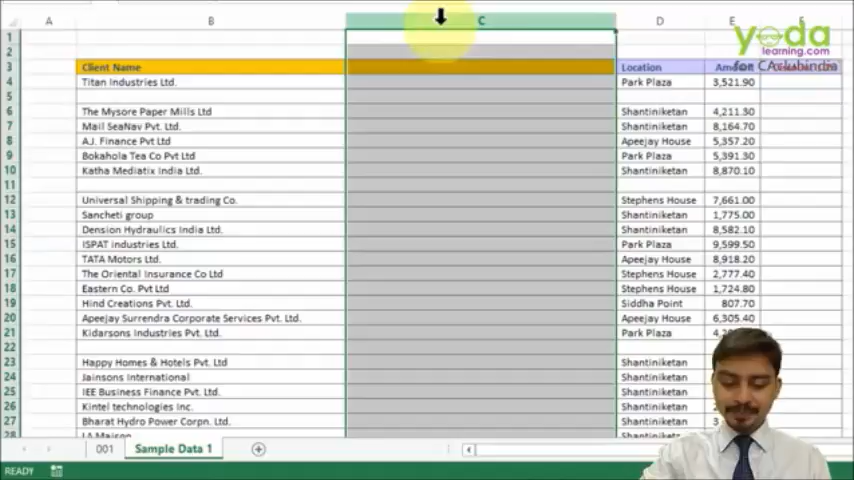 A B C D E F
yoda
learning.com
for CAclubindia
1
2
3 Client Name Location Amount
4 Titan Industries Ltd. Park Plaza 3,521.90
5
6 The Mysore Paper Mills Ltd Shantiniketan 4,211.30
7 Mail SeaNav Pvt. Ltd. Shantiniketan 8,164.70
8 A.J. Finance Pvt Ltd Apeejay House 5,357.20
9 Bokahola Tea Co Pvt Ltd Park Plaza 5,391.30
10 Katha Mediatix India Ltd. Shantiniketan 8,870.10
11
12 Universal Shipping & trading Co. Stephens House 7,661.00
13 Sancheti group Shantiniketan 1,775.00
14 Dension Hydraulics India Ltd. Shantiniketan 8,582.10
15 ISPAT industries Ltd. Park Plaza 9,599.50
16 TATA Motors Ltd. Apeejay House 8,918.20
17 The Oriental Insurance Co Ltd Stephens House 2,777.40
18 Eastern Co. Pvt Ltd Stephens House 1,724.80
19 Hind Creations Pvt. Ltd. Siddha Point 807.70
20 Apeejay Surrendra Corporate Services Pvt. Ltd. Apeejay House 6,305.40
21 Kidarsons Industries Pvt. Ltd. Park Plaza
22
23 Happy Homes & Hotels Pvt. Ltd Shantiniketan
24 Jainsons International Shantiniketan
25 IEE Business Finance Pvt. Ltd. Shantiniketan
26 Kintel technologies Inc. Shantiniketan
27 Bharat Hydro Power Corpn. Ltd. Shantiniketan
28 LA Maison Shantiniketan
001 Sample Data 1
READY